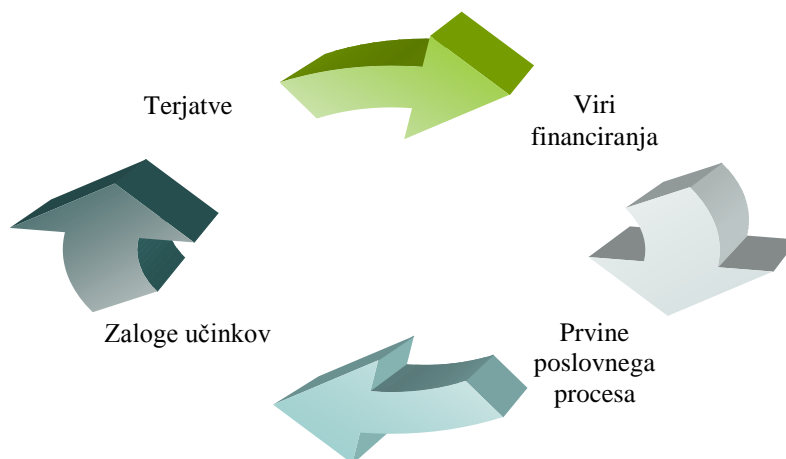 Terjatve
Viri
financiranja
Zaloge učinkov
Prvine
poslovnega
procesa